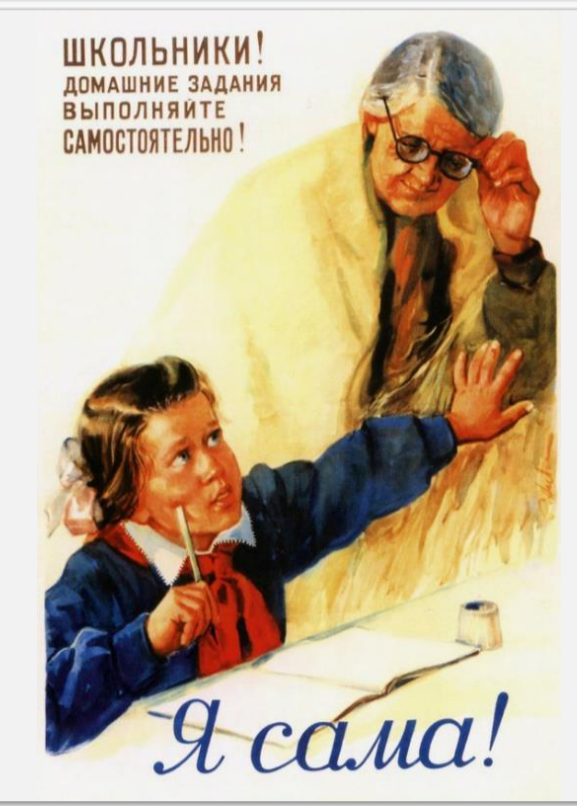 ШКОЛЬНИКИ!
ДОМАШНИЕ ЗАДАНИЯ
ВЫПОЛНЯЙТЕ
САМОСТОЯТЕЛЬНО!
Я сама!